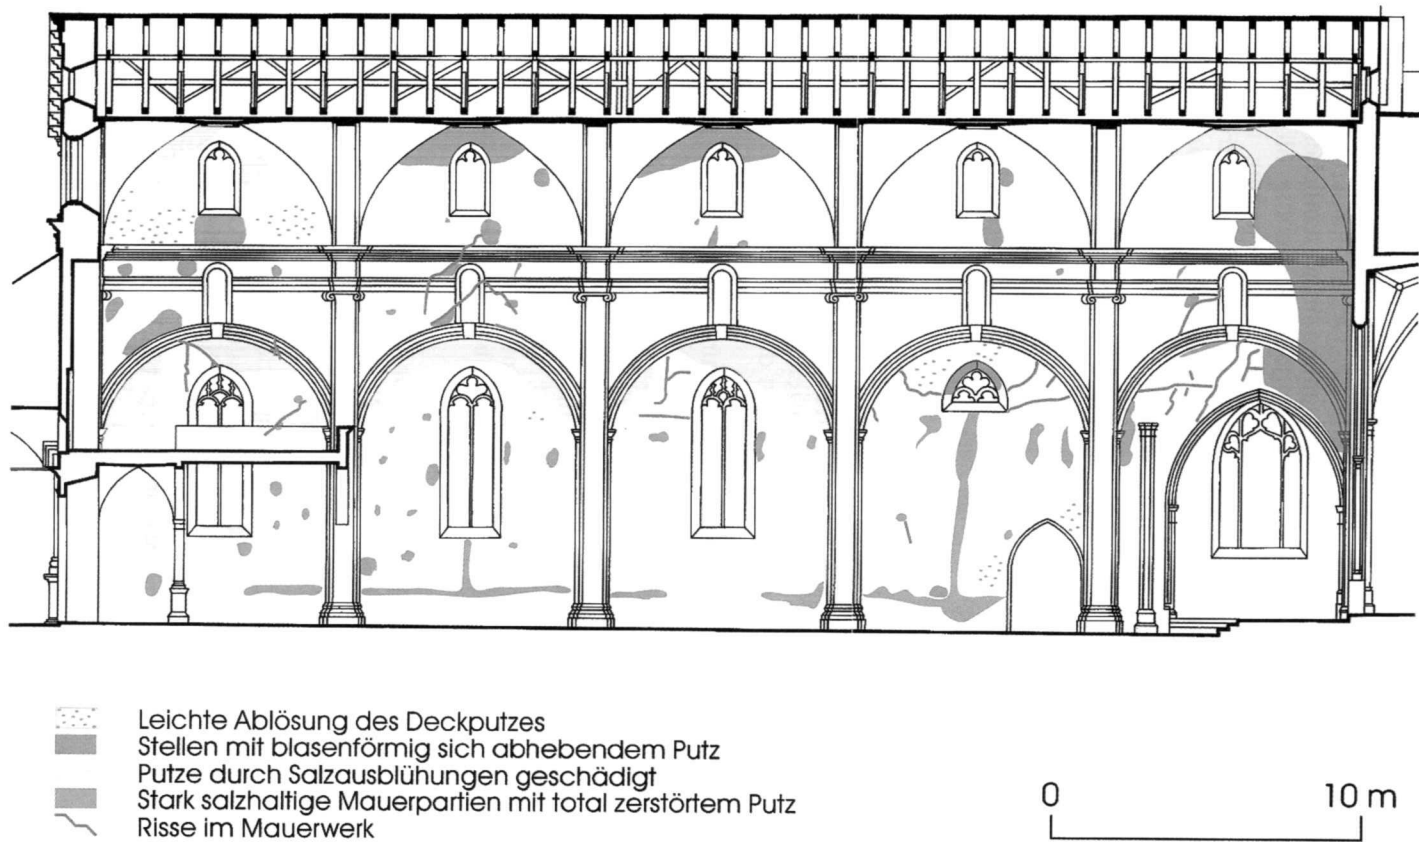 Leichte Ablösung des Deckputzes
Stellen mit blasenförmig sich abhebendem Putz
Putze durch Salzausblühungen geschädigt
Stark salzhaltige Mauerpartien mit total zerstörtem Putz
Risse im Mauerwerk
0 10 m